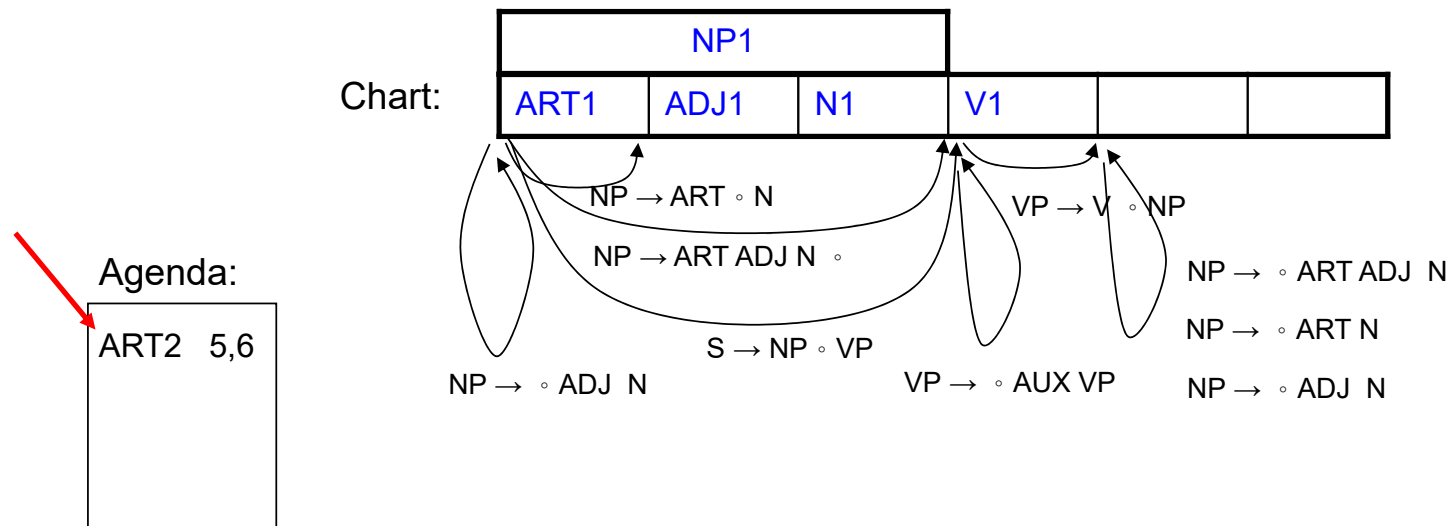 NP1
Chart:
ART1 ADJ1 N1 V1
NP → ART ◦ N
VP → V ◦ NP
NP → ART ADJ N ◦
Agenda:
NP → ◦ ART ADJ N
ART2 5,6
NP → ◦ ART N
S → NP ◦ VP
NP → ◦ ADJ N
VP → ◦ AUX VP
NP → ◦ ADJ N